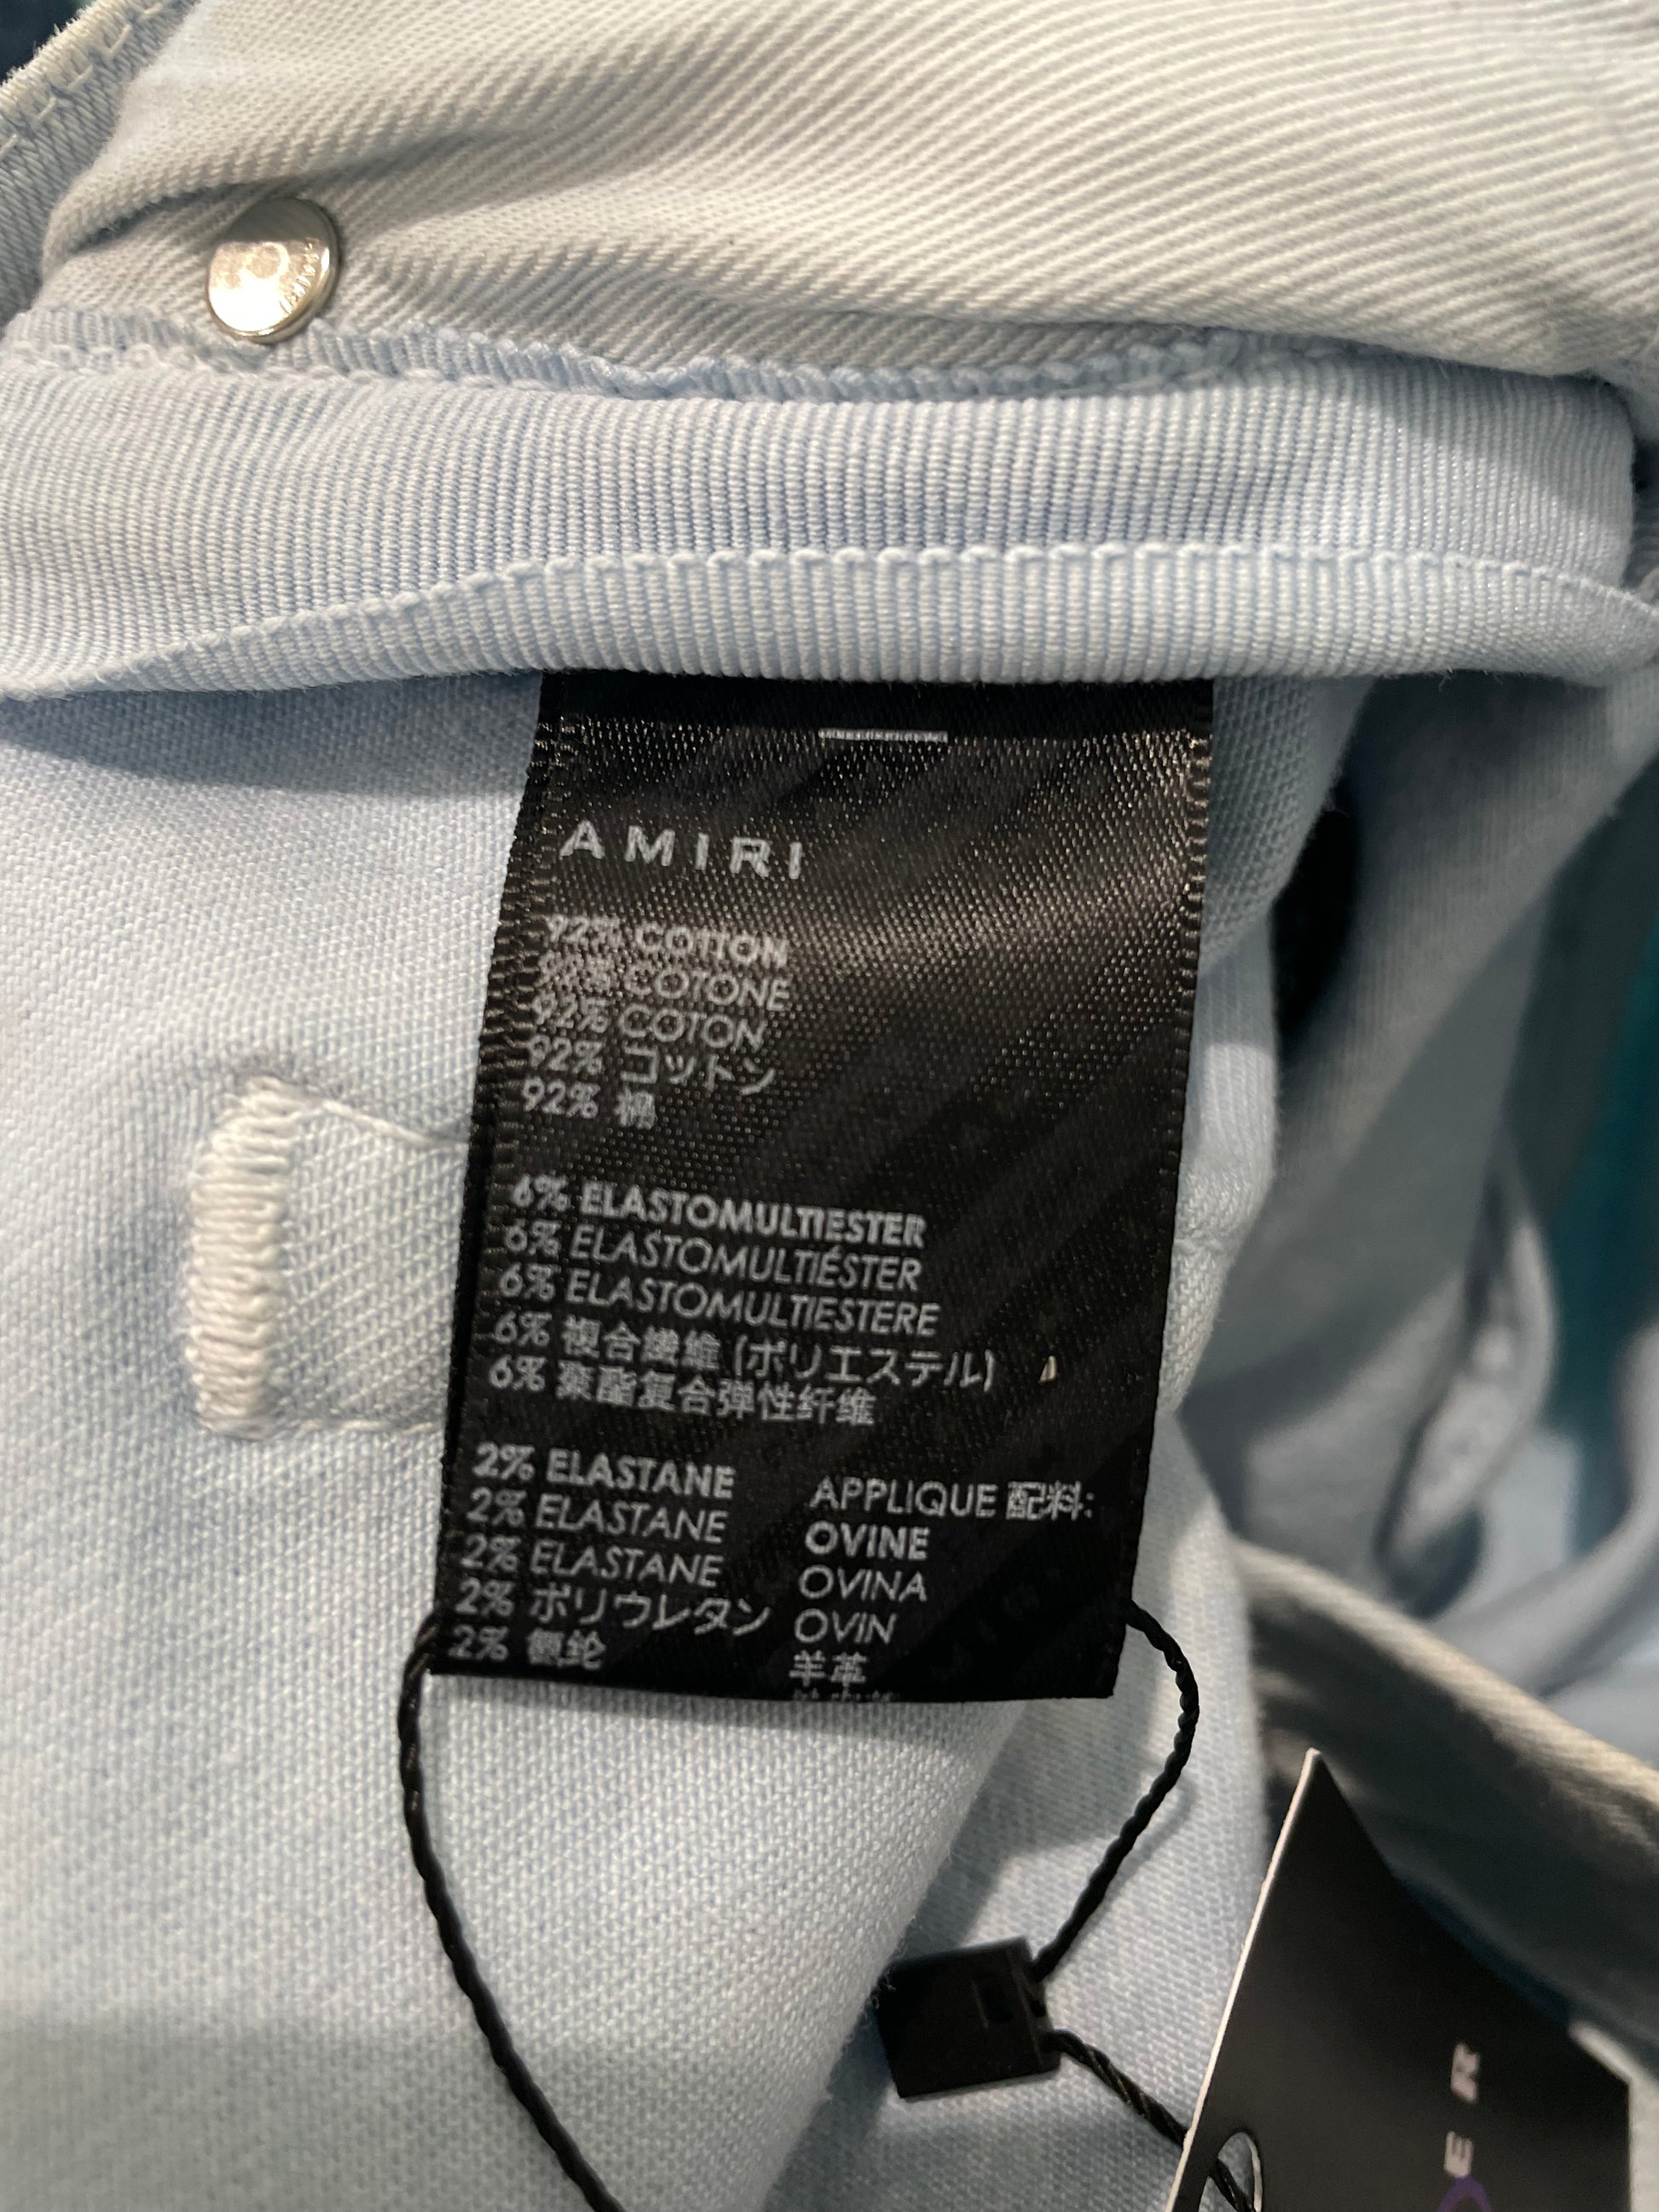 AMIRI
92% COTTON
92% COTONE
92% COTON
92% コットン
92% 棉
6% ELASTOMULTIESTER
6% ELASTOMULTIÉSTER
6% ELASTOMULTIESTERE
6% 複合繊維 (ポリエステル)
6% 聚酯复合弹性纤维
2% ELASTANE
2% ELASTANE
2% ELASTANE
2% ポリウレタン
2% 氨纶
APPLIQUE 配料:
OVINE
OVINA
OVIN
羊革
ER